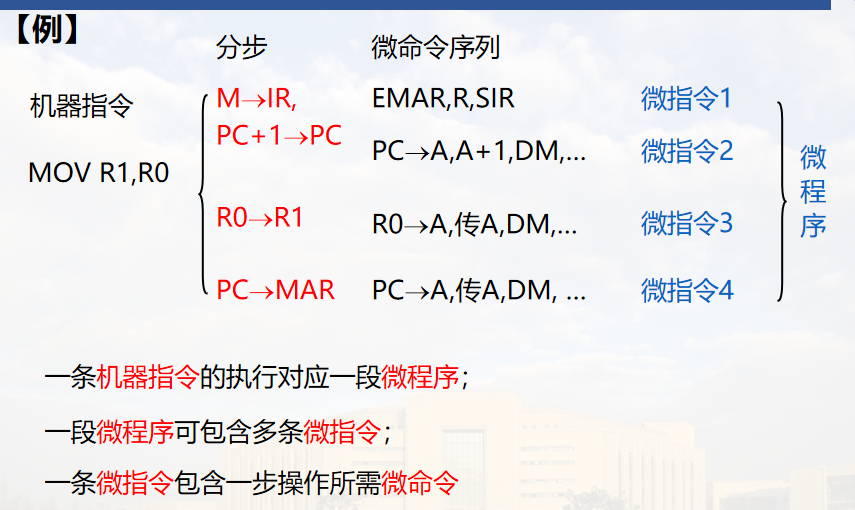 【例】
分步 微命令序列
机器指令
MOV R1,R0
M→IR, EMAR,R,SIR 微指令1
PC+1→PC PC→A,A+1,DM,... 微指令2
R0→R1 R0→A,传A,DM,... 微指令3
PC→MAR PC→A,传A,DM, ... 微指令4
微程序
一条机器指令的执行对应一段微程序；
一段微程序可包含多条微指令；
一条微指令包含一步操作所需微命令